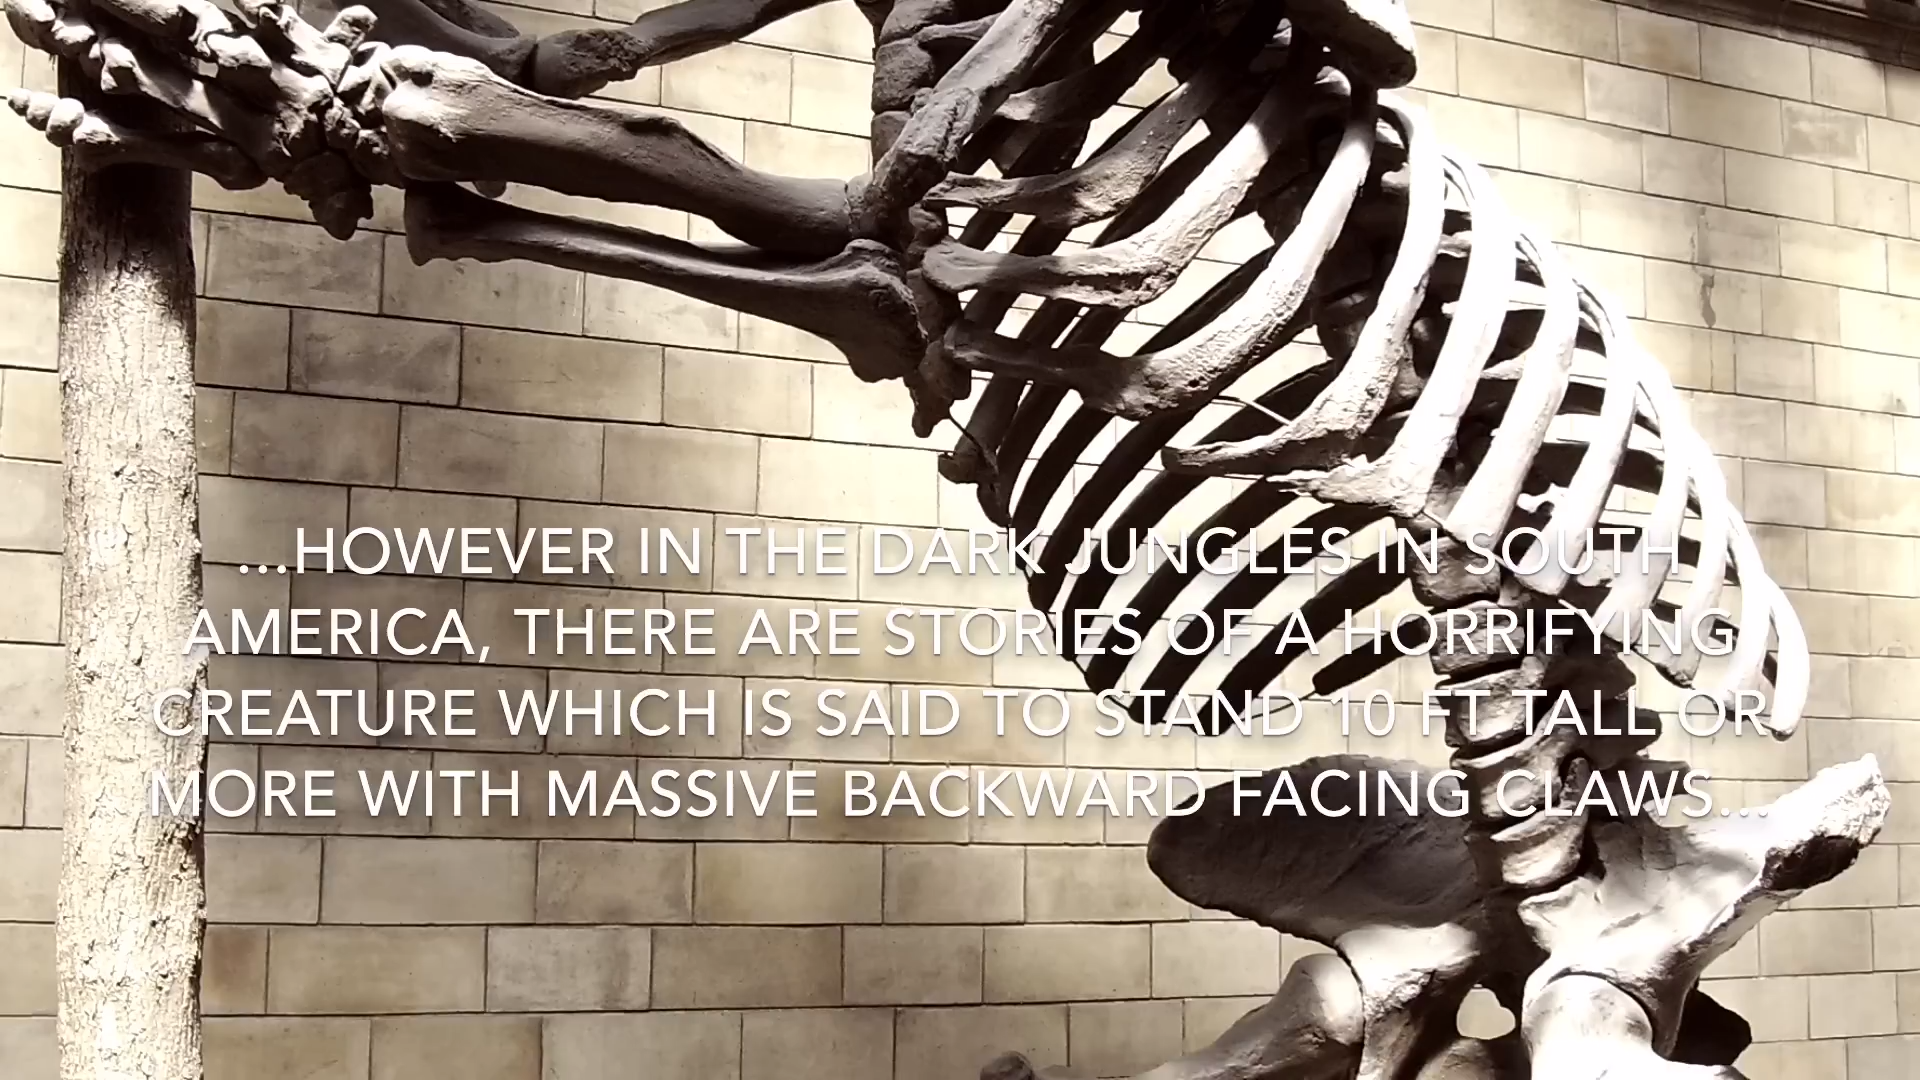 ...HOWEVER IN THE DARK JUNGLES IN SOUTH
AMERICA, THERE ARE STORIES OF A HORRIFYING
CREATURE WHICH IS SAID TO STAND 10 FT TALL OR
MORE WITH MASSIVE BACKWARD FACING CLAWS...